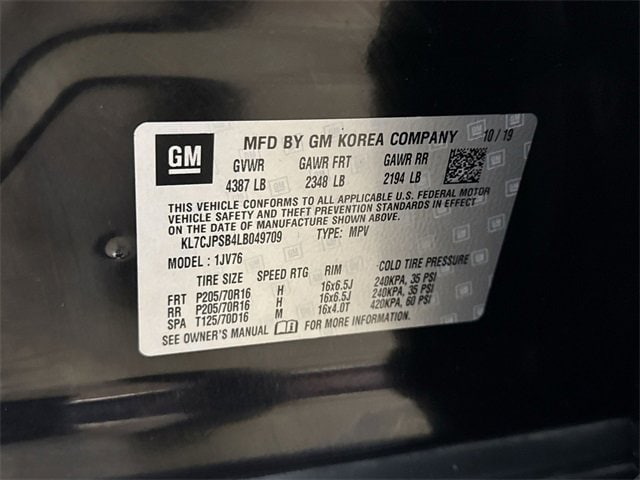 GM MFD BY GM KOREA COMPANY 10/19
GVWR GAWR FRT GAWR RR
4387 LB 2348 LB 2194 LB
THIS VEHICLE CONFORMS TO ALL APPLICABLE U.S. FEDERAL MOTOR
VEHICLE SAFETY AND THEFT PREVENTION STANDARDS IN EFFECT
ON THE DATE OF MANUFACTURE SHOWN ABOVE.
KL7CJPSB4LB049709 TYPE: MPV
MODEL: 1JV76
TIRE SIZE SPEED RTG RIM COLD TIRE PRESSURE
FRT P205/70R16 H 16x6.5J 240KPA, 35 PSI
RR P205/70R16 H 16x6.5J 240KPA, 35 PSI
SPA T125/70D16 M 16x4.0T 420KPA, 60 PSI
SEE OWNER'S MANUAL FOR MORE INFORMATION.